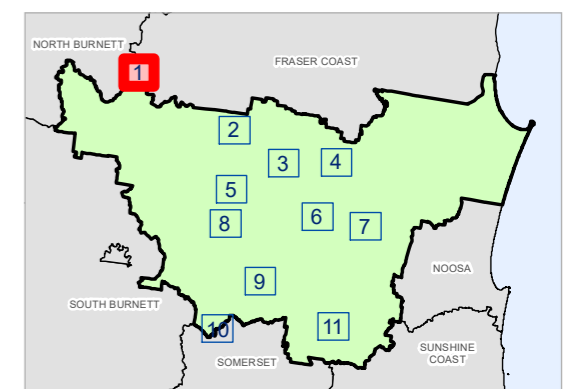 NORTH BURNETT
FRASER COAST
1
2
3
4
5
6
7
8
9
NOOSA
SOUTH BURNETT
10
11
SUNSHINE
COAST
SOMERSET